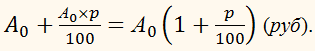 A₀ + A₀×p/100 = A₀(1 + p/100) (руб).